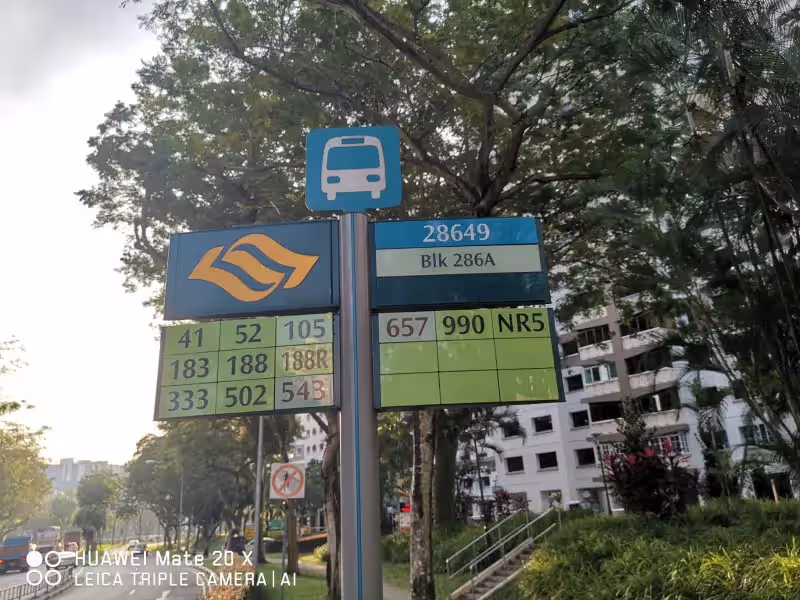 28649
Blk 286A
41 52 105
183 188 188R
333 502 543
657 990 NR5
HUAWEI Mate 20 X
LEICA TRIPLE CAMERA | AI